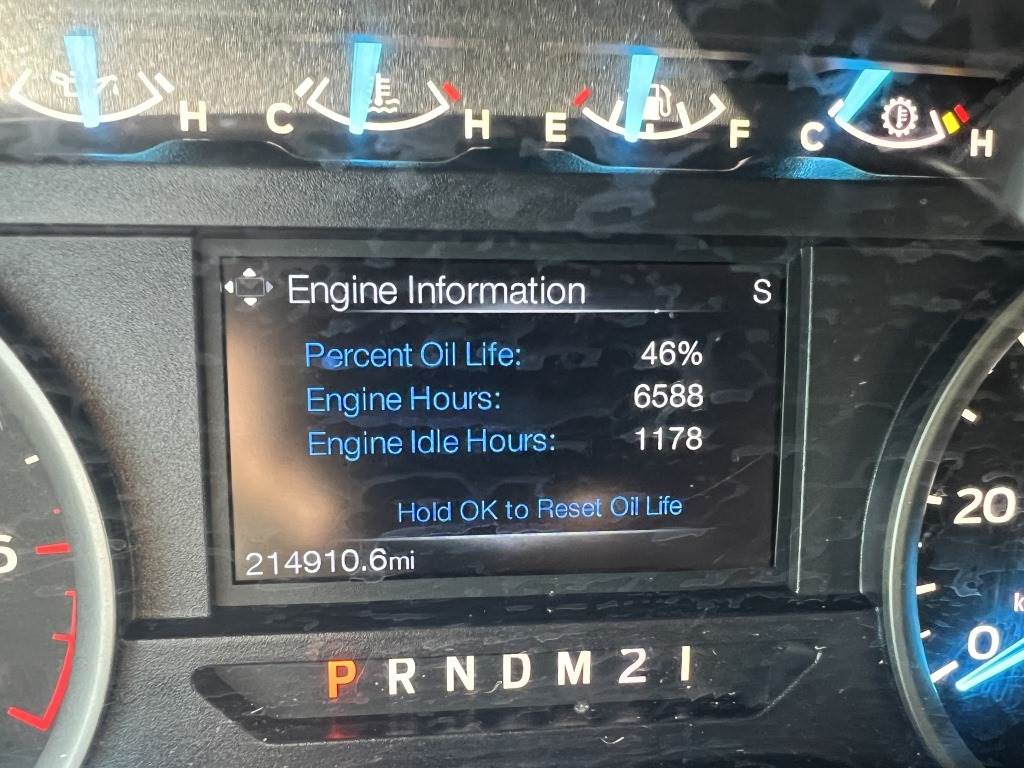 H C H E F C H
Engine Information S
Percent Oil Life: 46%
Engine Hours: 6588
Engine Idle Hours: 1178
Hold OK to Reset Oil Life
214910.6mi
6
20
0
P R N D M 2 1